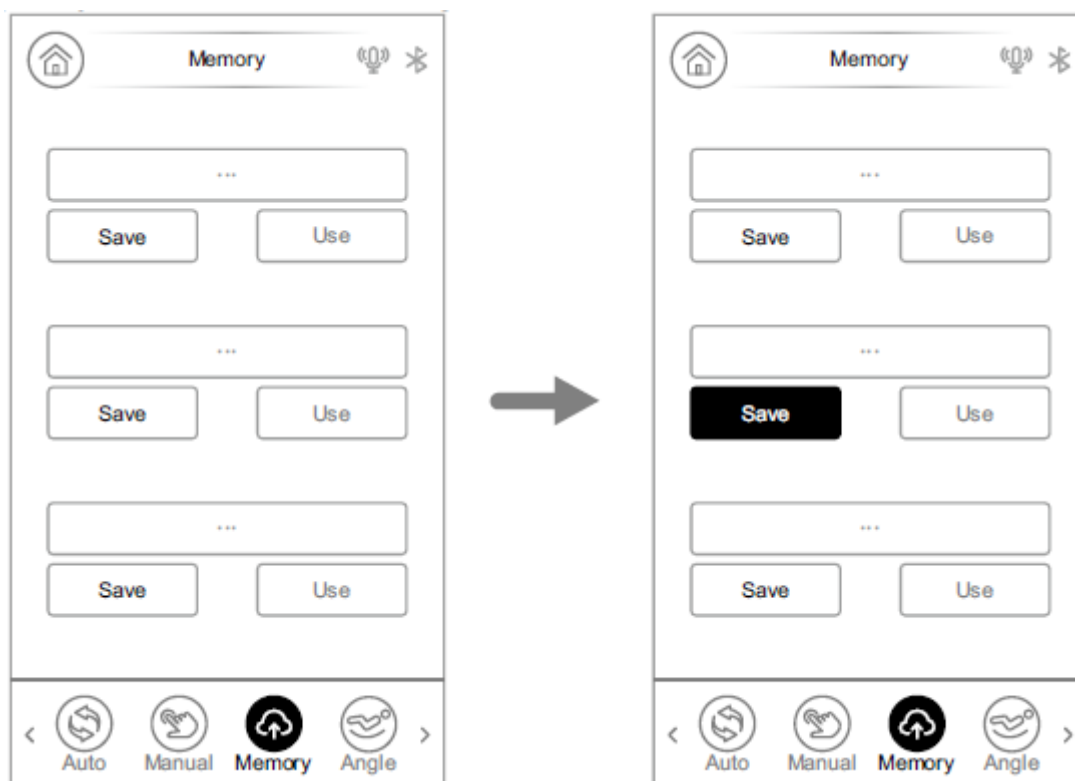 Memory
...
Save Use
...
Save Use
...
Save Use
< Auto Manual Memory Angle >
Memory
...
Save Use
...
Save Use
...
Save Use
< Auto Manual Memory Angle >